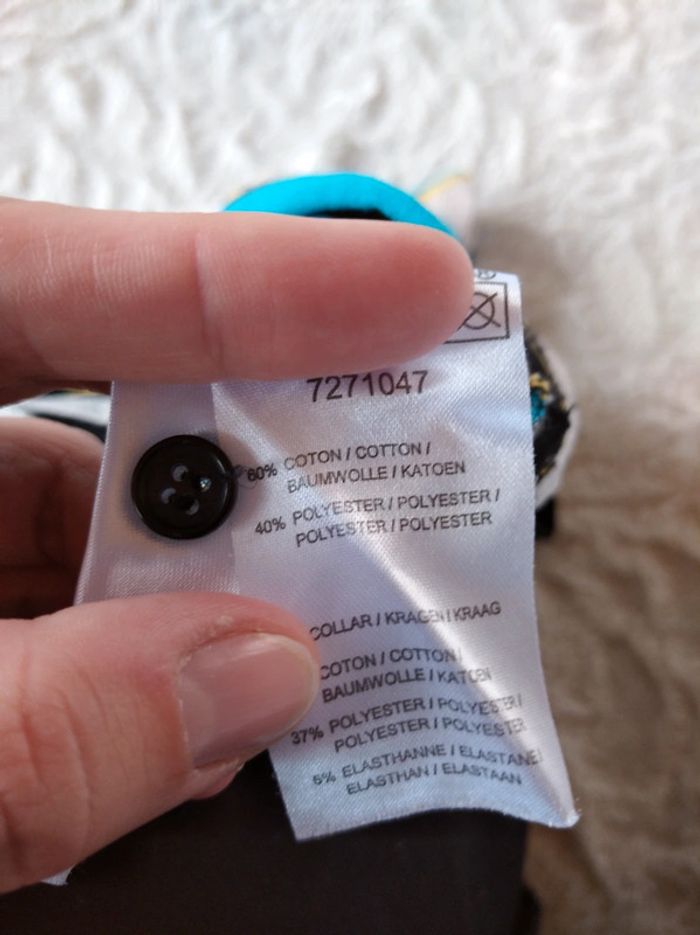 ®
7271047
60% COTON / COTTON /
BAUMWOLLE / KATOEN
40% POLYESTER / POLYESTER /
POLYESTER / POLYESTER
COLLAR / KRAGEN / KRAAG
COTON / COTTON /
BAUMWOLLE / KATOEN
37% POLYESTER / POLYESTER /
POLYESTER / POLYESTER
5% ELASTHANNE / ELASTANE /
ELASTHAN / ELASTAAN